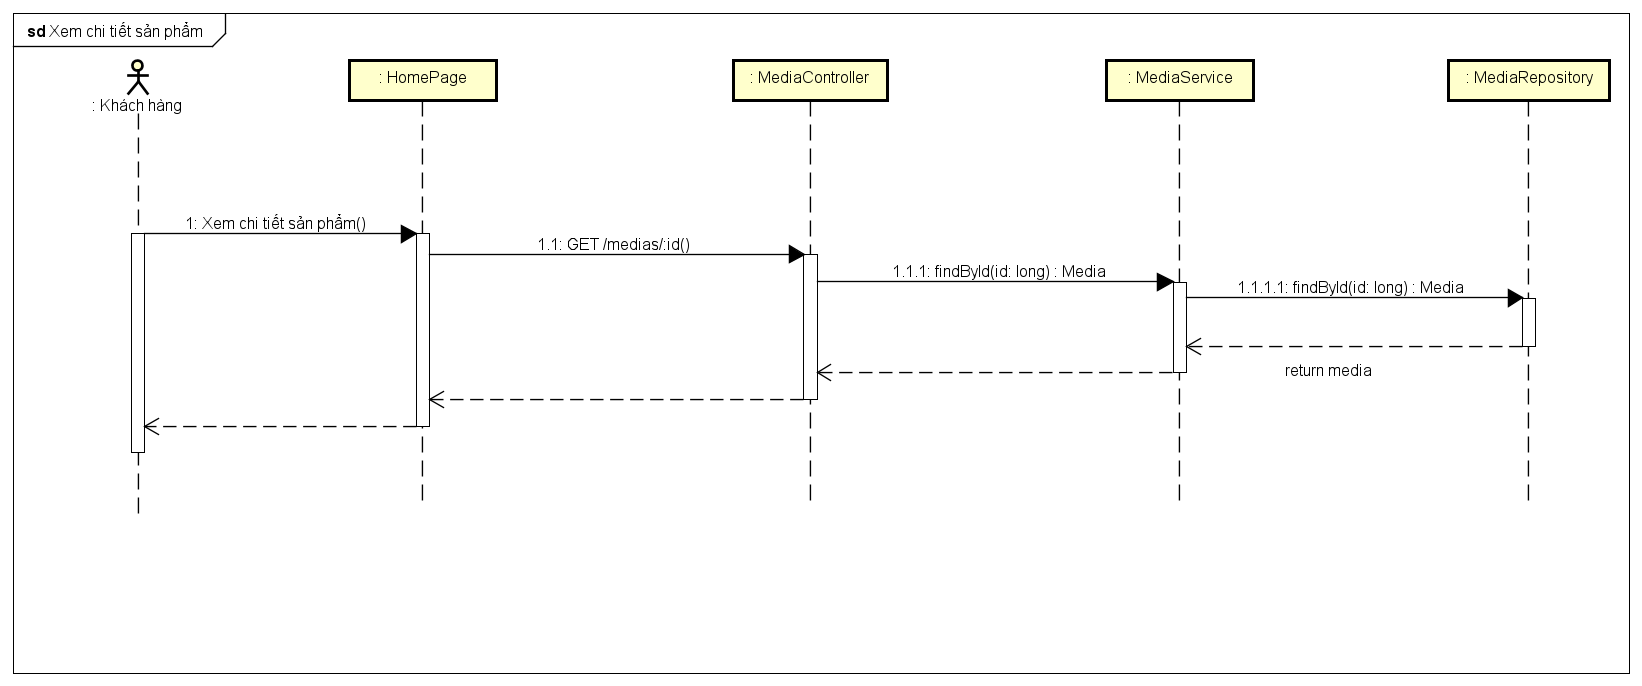 sd Xem chi tiết sản phẩm
: Khách hàng
: HomePage
: MediaController
: MediaService
: MediaRepository
1: Xem chi tiết sản phẩm()
1.1: GET /medias/:id()
1.1.1: findById(id: long) : Media
1.1.1.1: findById(id: long) : Media
return media